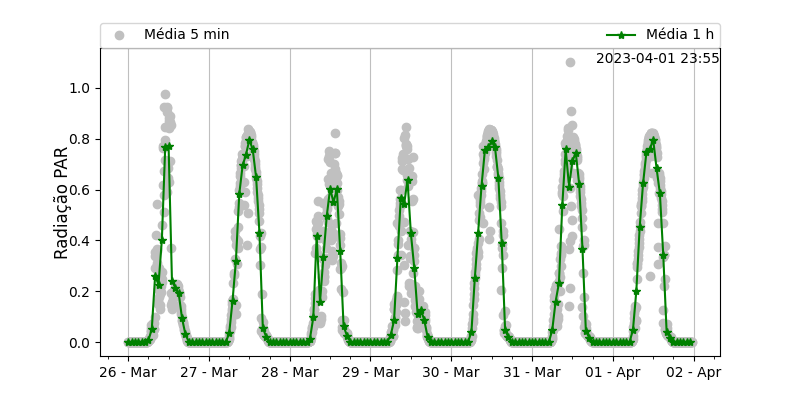 Média 5 min
Média 1 h
2023-04-01 23:55
Radiação PAR
1.0
0.8
0.6
0.4
0.2
0.0
26 - Mar
27 - Mar
28 - Mar
29 - Mar
30 - Mar
31 - Mar
01 - Apr
02 - Apr